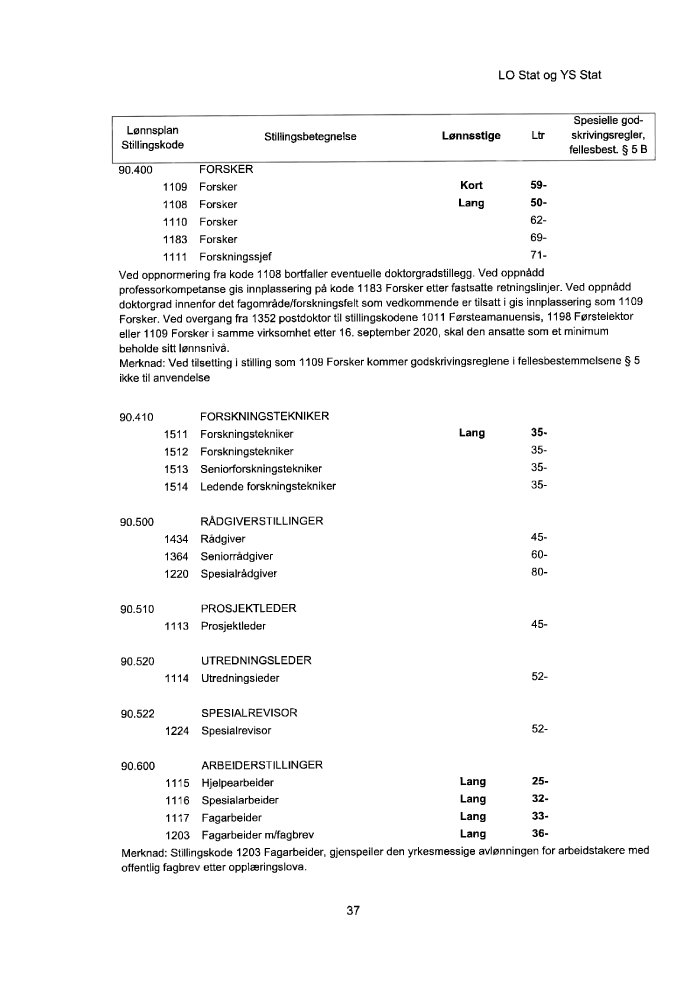 LO Stat og YS Stat
Lønnsplan Stillingskode Stillingsbetegnelse Lønnsstige Ltr Spesielle god-skrivingsregler, fellesbest. § 5 B
90.400 FORSKER
1109 Forsker Kort 59-
1108 Forsker Lang 50-
1110 Forsker 62-
1183 Forsker 69-
1111 Forskningssjef 71-
Ved oppnormering fra kode 1108 bortfaller eventuelle doktorgradstillegg. Ved oppnådd
professorkompetanse gis innplassering på kode 1183 Forsker etter fastsatte retningslinjer. Ved oppnådd
doktorgrad innenfor det fagområde/forskningsfelt som vedkommende er tilsatt i gis innplassering som 1109
Forsker. Ved overgang fra 1352 postdoktor til stillingskodene 1011 Førsteamanuensis, 1198 Førstelektor
eller 1109 Forsker i samme virksomhet etter 16. september 2020, skal den ansatte som et minimum
beholde sitt lønnsnivå.
Merknad: Ved tilsetting i stilling som 1109 Forsker kommer godskrivingsreglene i fellesbestemmelsene § 5
ikke til anvendelse
90.410 FORSKNINGSTEKNIKER
1511 Forskningstekniker Lang 35-
1512 Forskningstekniker 35-
1513 Seniorforskningstekniker 35-
1514 Ledende forskningstekniker 35-
90.500 RÅDGIVERSTILLINGER
1434 Rådgiver 45-
1364 Seniorrådgiver 60-
1220 Spesialrådgiver 80-
90.510 PROSJEKTLEDER
1113 Prosjektleder 45-
90.520 UTREDNINGSLEDER
1114 Utredningsleder 52-
90.522 SPESIALREVISOR
1224 Spesialrevisor 52-
90.600 ARBEIDERSTILLINGER
1115 Hjelpearbeider Lang 25-
1116 Spesialarbeider Lang 32-
1117 Fagarbeider Lang 33-
1203 Fagarbeider m/fagbrev Lang 36-
Merknad: Stillingskode 1203 Fagarbeider, gjenspeiler den yrkesmessige avlønningen for arbeidstakere med
offentlig fagbrev etter opplæringslova.
37